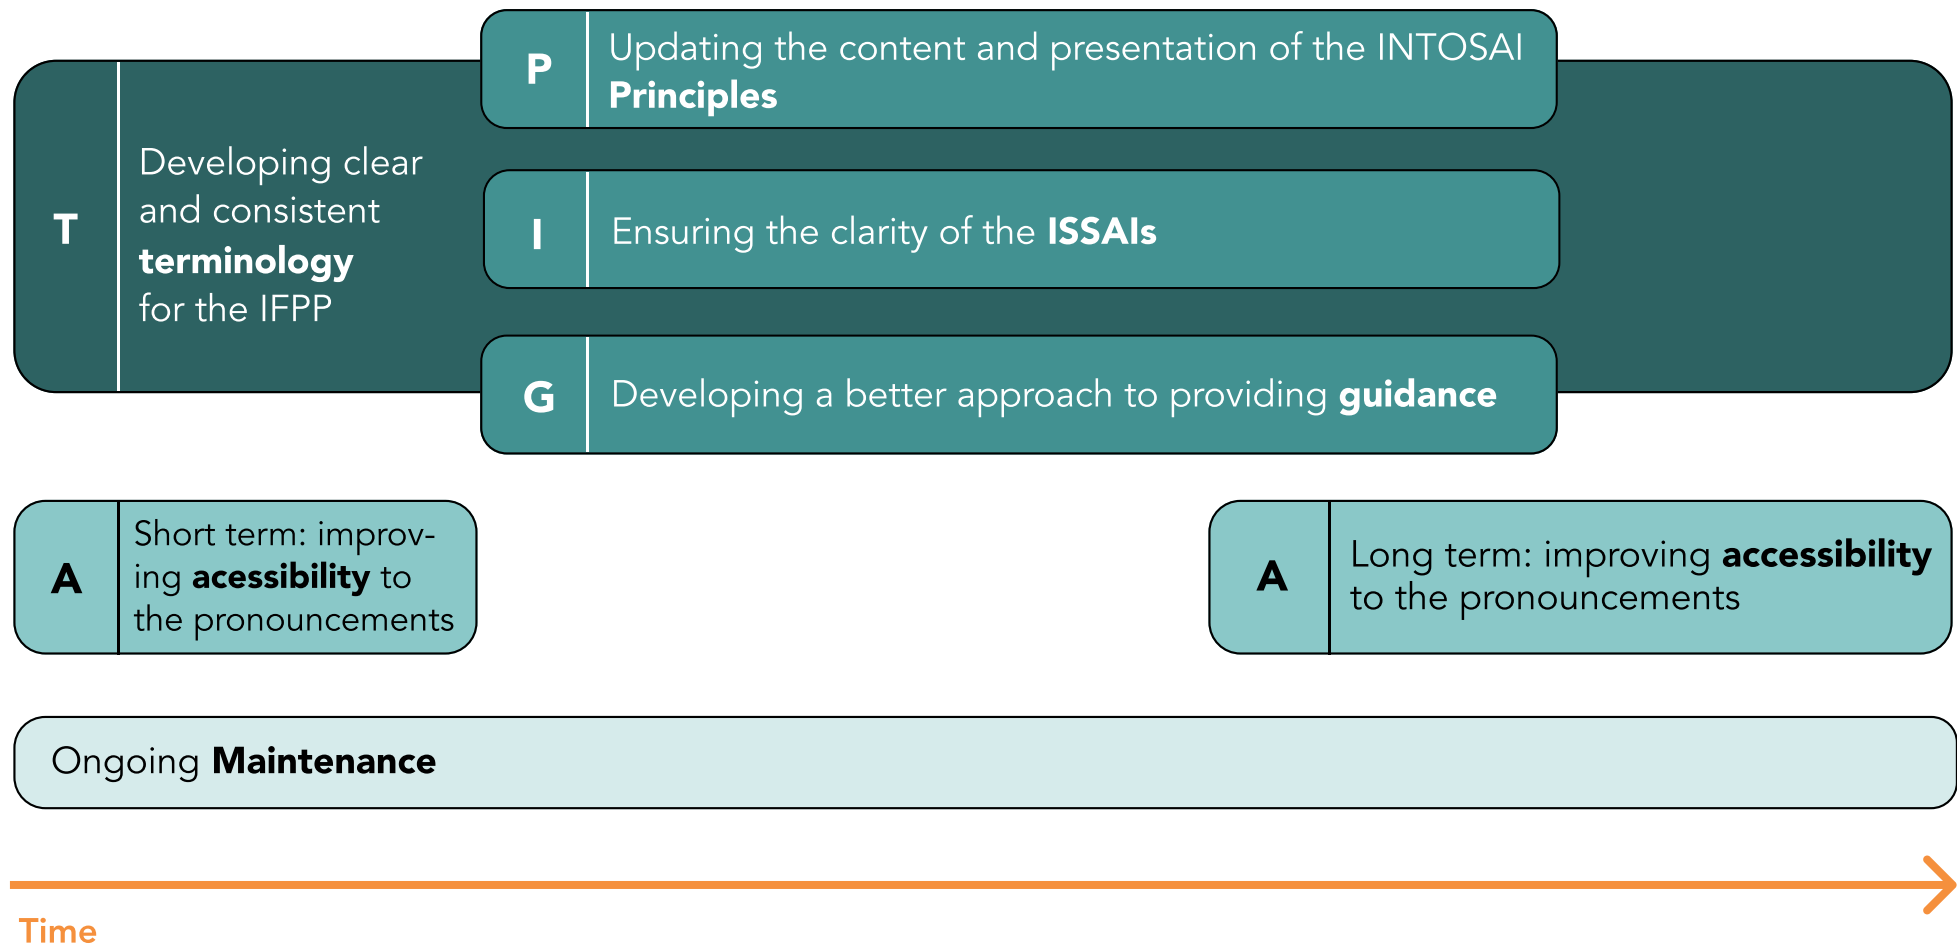 T
Developing clear
and consistent
terminology
for the IFPP
P
Updating the content and presentation of the INTOSAI
Principles
I
Ensuring the clarity of the ISSAIs
G
Developing a better approach to providing guidance
A
Short term: improv-
ing acessibility to
the pronouncements
A
Long term: improving accessibility
to the pronouncements
Ongoing Maintenance
Time